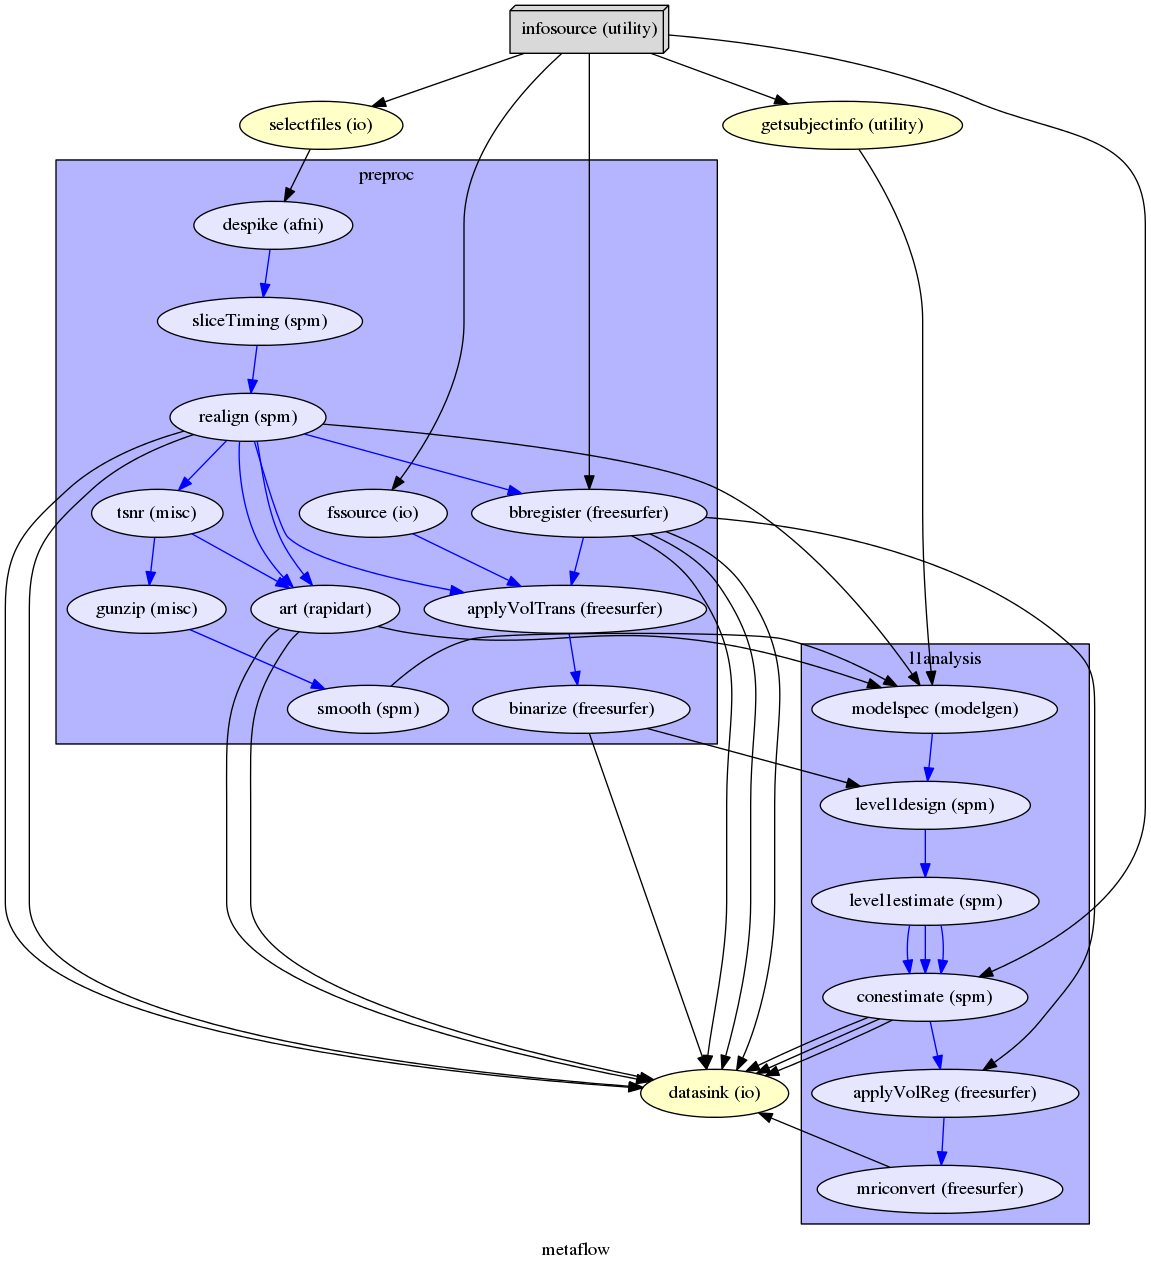 infosource (utility)
selectfiles (io)
getsubjectinfo (utility)
preproc
despike (afni)
sliceTiming (spm)
realign (spm)
tsnr (misc)
fssource (io)
bbregister (freesurfer)
gunzip (misc)
art (rapidart)
applyVolTrans (freesurfer)
l1analysis
smooth (spm)
binarize (freesurfer)
modelspec (modelgen)
level1design (spm)
level1estimate (spm)
conestimate (spm)
datasink (io)
applyVolReg (freesurfer)
mriconvert (freesurfer)
metaflow